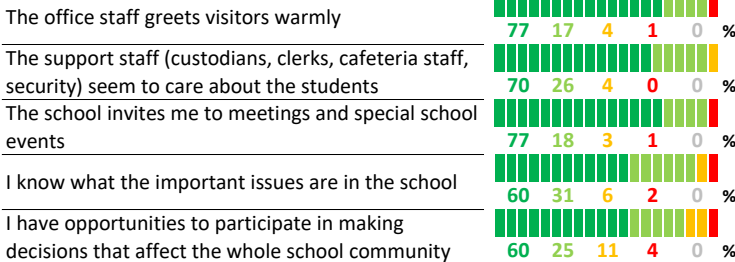 The office staff greets visitors warmly
77 17 4 1 0 %
The support staff (custodians, clerks, cafeteria staff,
security) seem to care about the students
70 26 4 0 0 %
The school invites me to meetings and special school
events
77 18 3 1 0 %
I know what the important issues are in the school
60 31 6 2 0 %
I have opportunities to participate in making
decisions that affect the whole school community
60 25 11 4 0 %